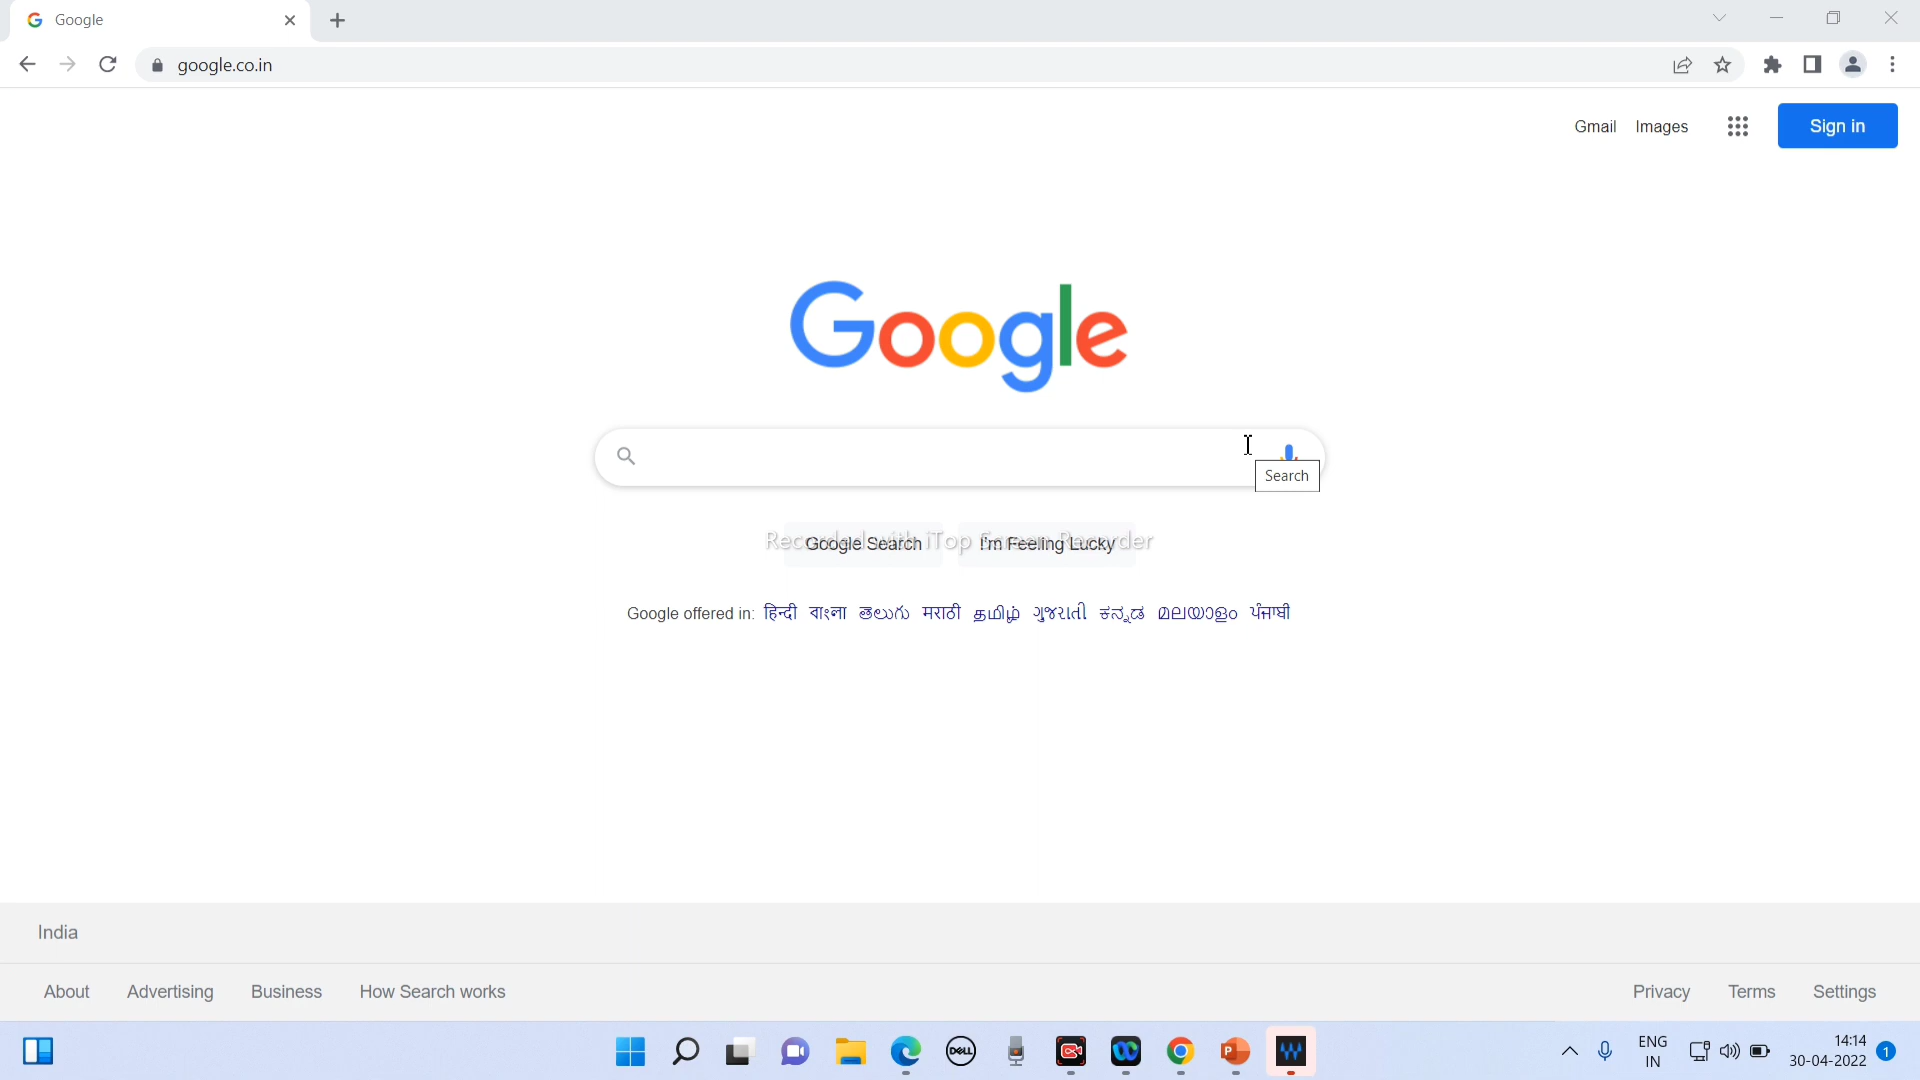 Google
google.co.in
Gmail Images Sign in
Google
Search
Google Search I'm Feeling Lucky
Recorded with iTop Screen Recorder
Google offered in: हिन्दी বাংলা తెలుగు मराठी தமிழ் ગુજરાતી ಕನ್ನಡ മലയാളം ਪੰਜਾਬੀ
India
About Advertising Business How Search works Privacy Terms Settings
DELL
P
ENG
IN
14:14
30-04-2022
1